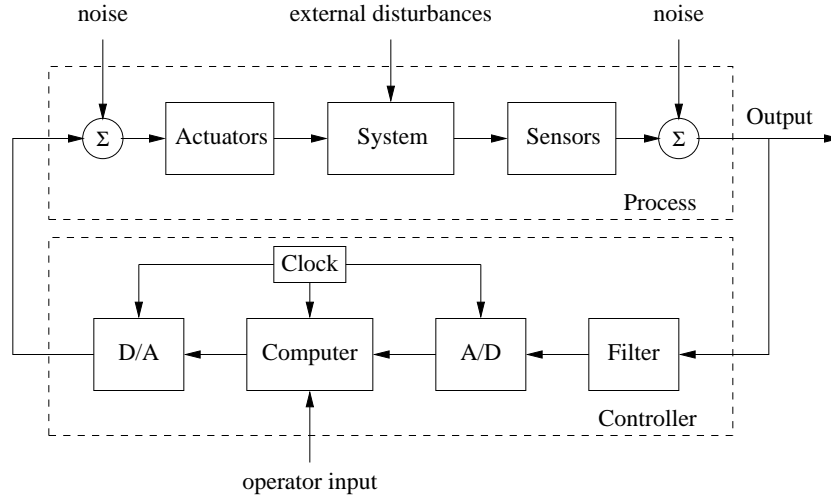 noise
external disturbances
noise
Output
Σ
Actuators
System
Sensors
Σ
Process
Clock
D/A
Computer
A/D
Filter
Controller
operator input